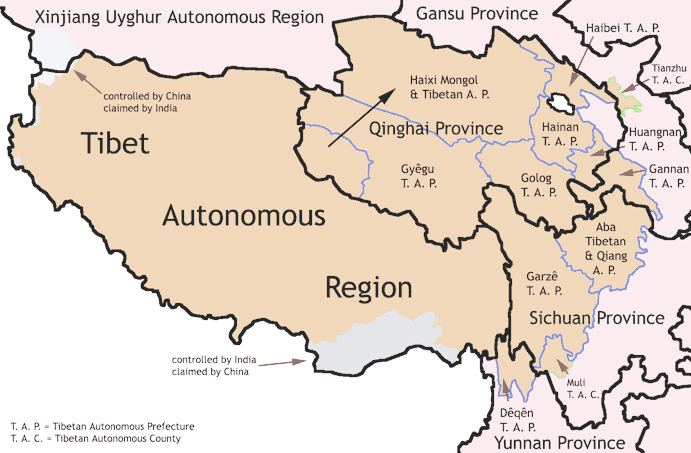 Xinjiang Uyghur Autonomous Region
Gansu Province
Haibei T. A. P.
Tianzhu
T. A. C.
controlled by China
claimed by India
Haixi Mongol
& Tibetan A. P.
Qinghai Province
Hainan
T. A. P.
Huangnan
T. A. P.
Gannan
T. A. P.
Tibet
Autonomous
Region
Gyêgu
T. A. P.
Golog
T. A. P.
Aba
Tibetan
& Qiang
A. P.
Garzê
T. A. P.
Sichuan Province
controlled by India
claimed by China
Muli
T. A. C.
Dêqên
T. A. P.
Yunnan Province
T. A. P. = Tibetan Autonomous Prefecture
T. A. C. = Tibetan Autonomous County